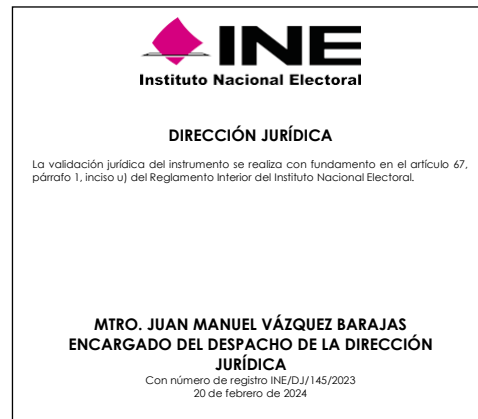 INE
Instituto Nacional Electoral
DIRECCIÓN JURÍDICA
La validación jurídica del instrumento se realiza con fundamento en el artículo 67,
párrafo 1, inciso u) del Reglamento Interior del Instituto Nacional Electoral.
MTRO. JUAN MANUEL VÁZQUEZ BARAJAS
ENCARGADO DEL DESPACHO DE LA DIRECCIÓN
JURÍDICA
Con número de registro INE/DJ/145/2023
20 de febrero de 2024